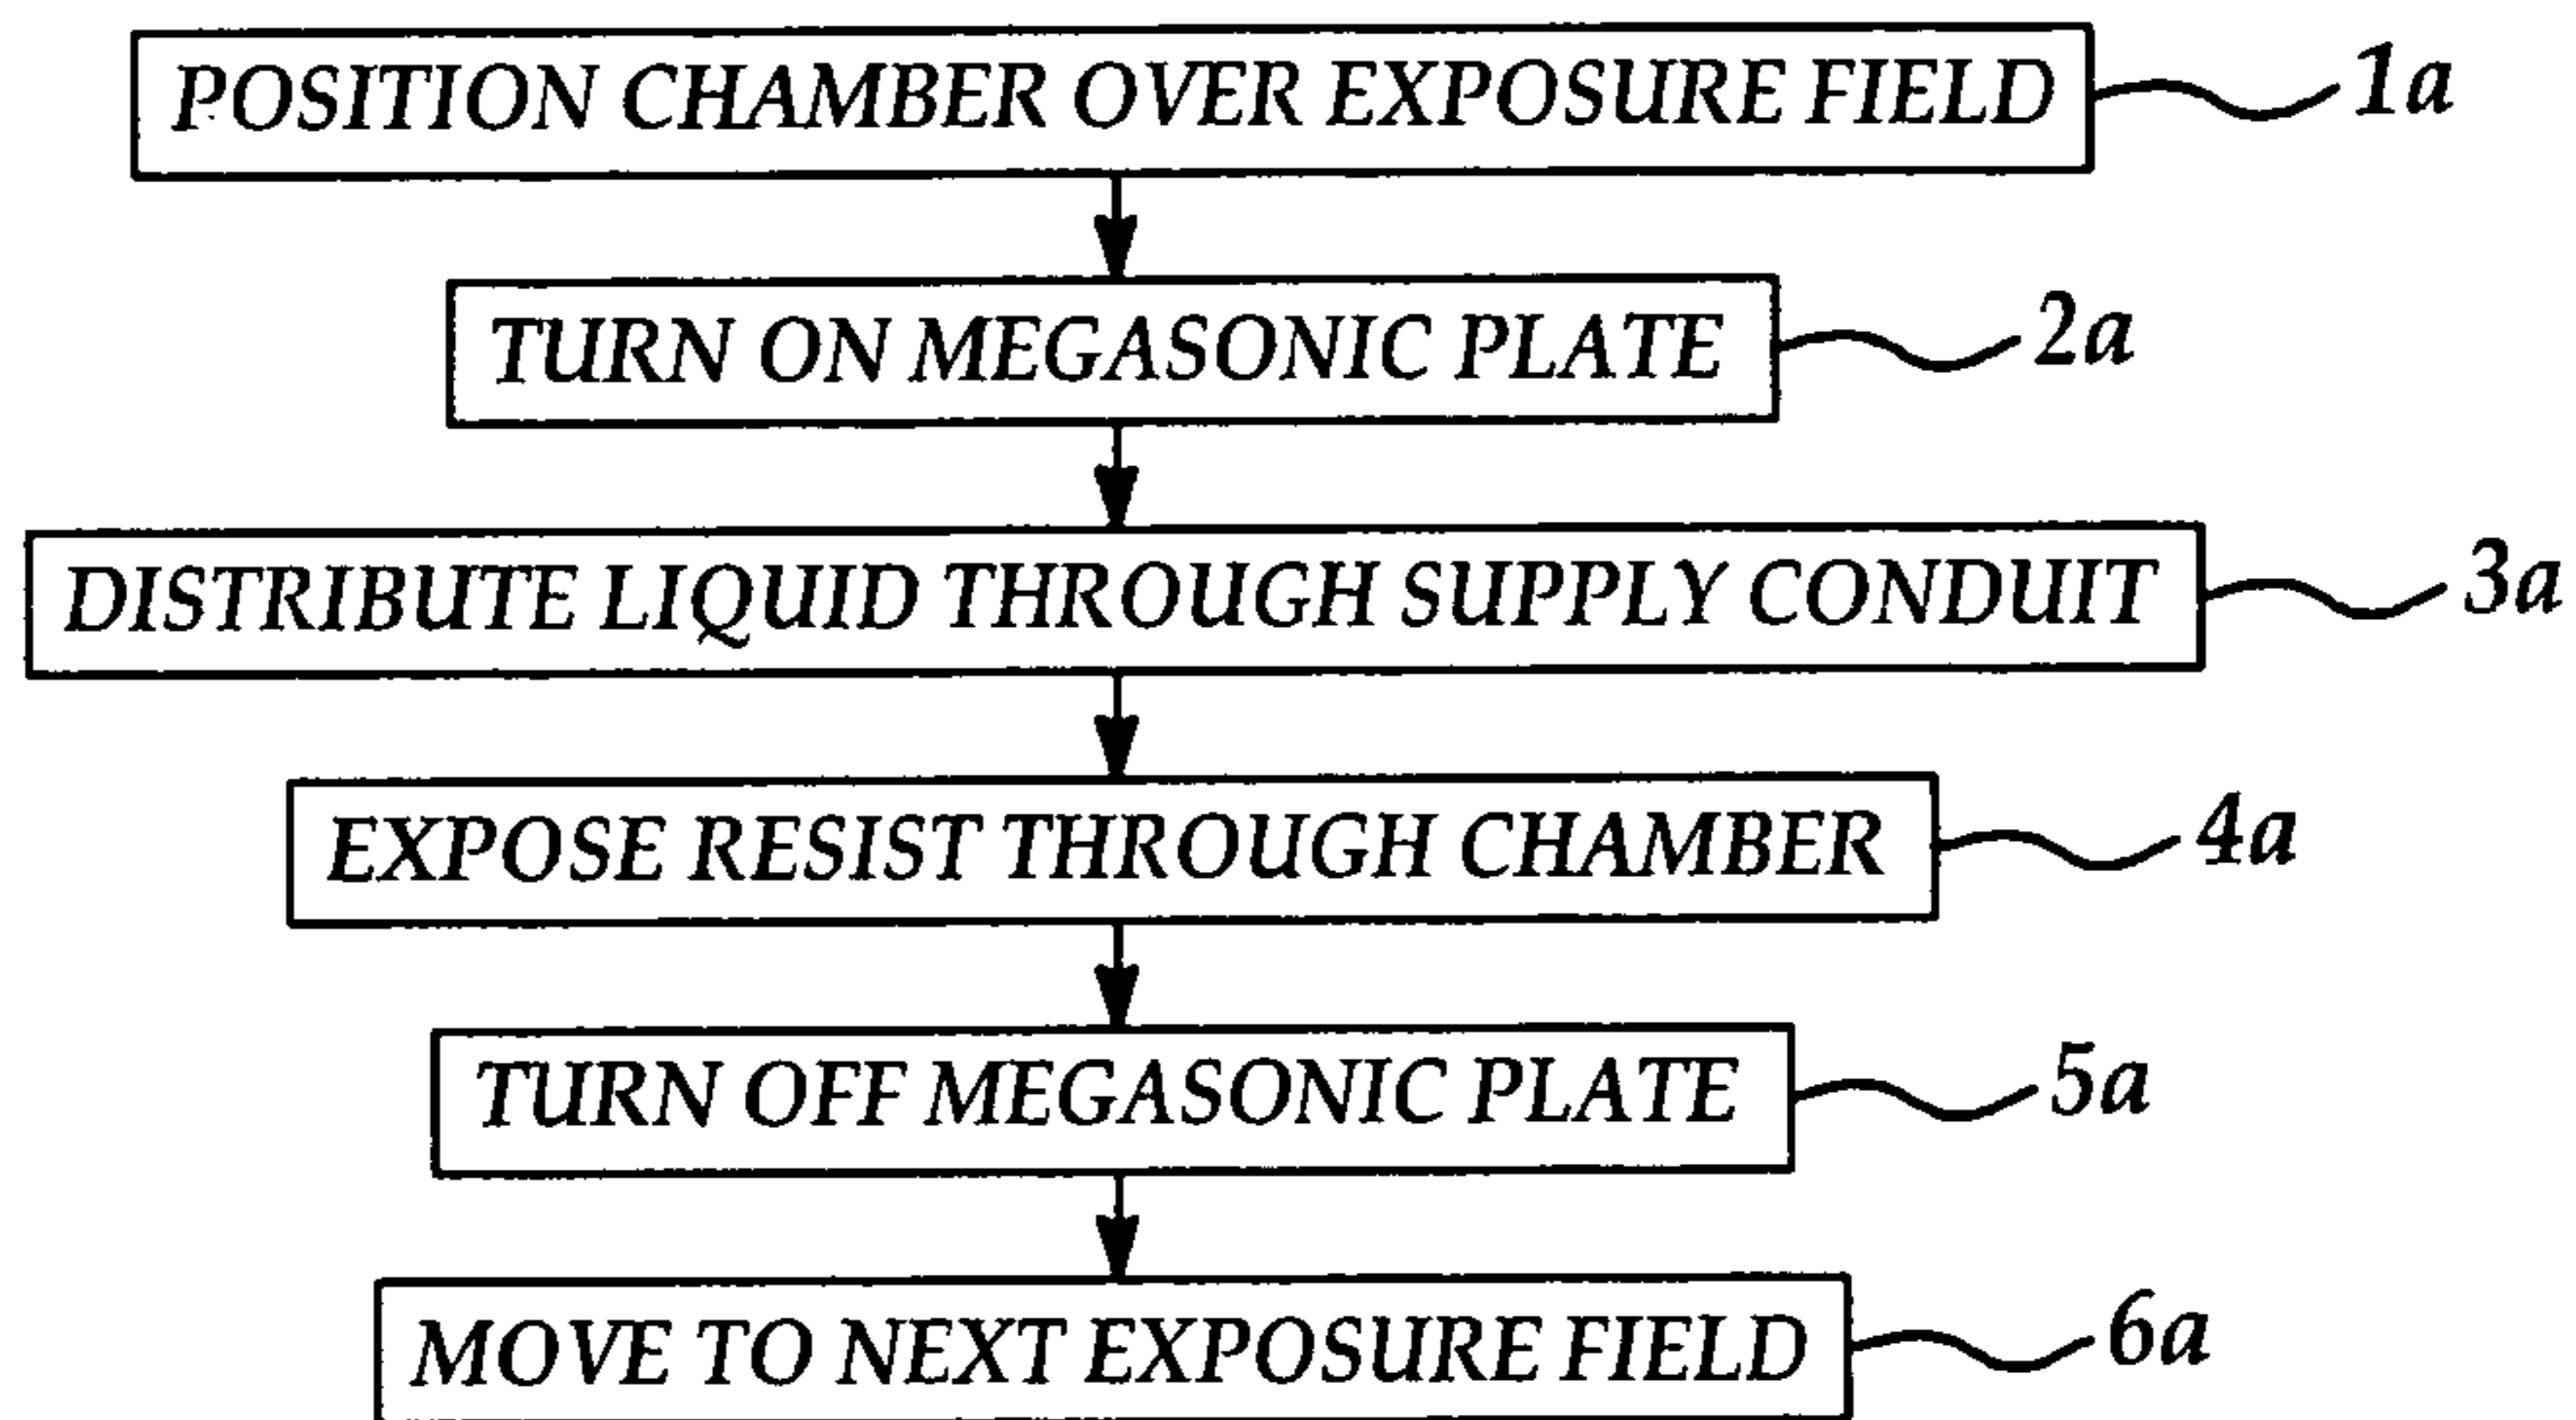 POSITION CHAMBER OVER EXPOSURE FIELD 1a
TURN ON MEGASONIC PLATE 2a
DISTRIBUTE LIQUID THROUGH SUPPLY CONDUIT 3a
EXPOSE RESIST THROUGH CHAMBER 4a
TURN OFF MEGASONIC PLATE 5a
MOVE TO NEXT EXPOSURE FIELD 6a